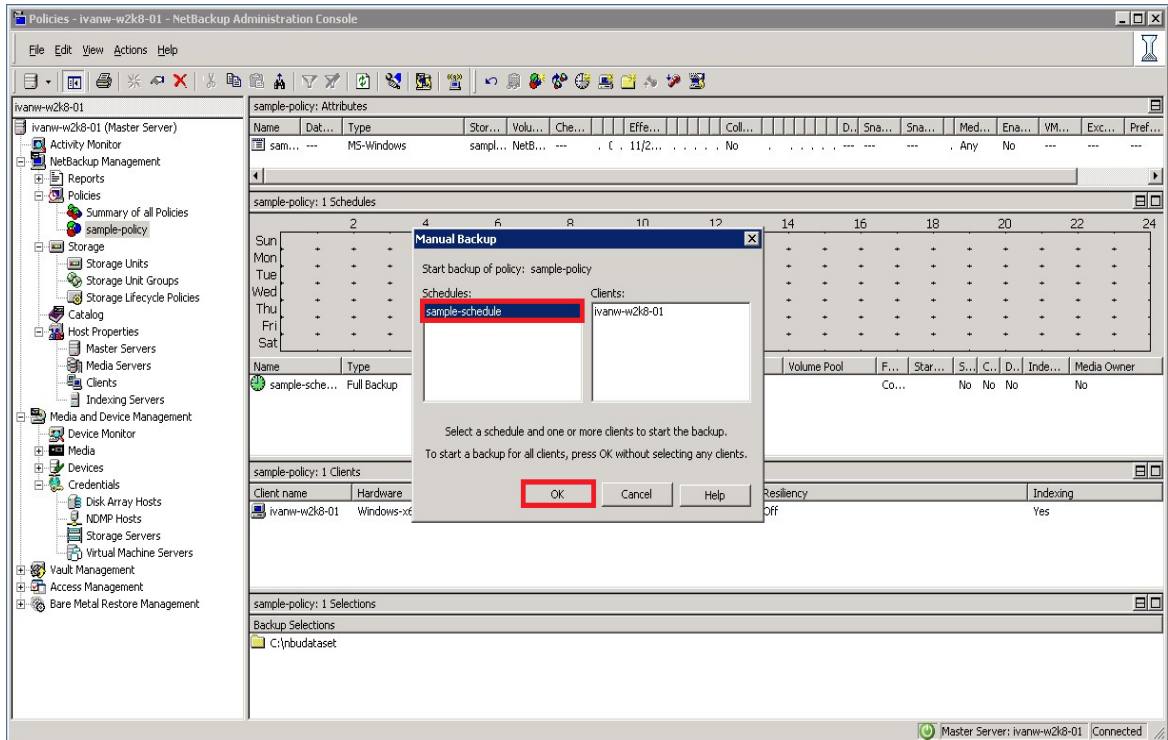 Policies - ivanw-w2k8-01 - NetBackup Administration Console
File Edit View Actions Help
ivanw-w2k8-01
ivanw-w2k8-01 (Master Server)
Activity Monitor
NetBackup Management
Reports
Policies
Summary of all Policies
sample-policy
Storage
Storage Units
Storage Unit Groups
Storage Lifecycle Policies
Catalog
Host Properties
Master Servers
Media Servers
Clients
Indexing Servers
Media and Device Management
Device Monitor
Media
Devices
Credentials
Disk Array Hosts
NDMP Hosts
Storage Servers
Virtual Machine Servers
Vault Management
Access Management
Bare Metal Restore Management
sample-policy: Attributes
Name Dat... Type Stor... Volu... Che... Effe... Coll... D.. Sna... Sna... Med... Ena... VM... Exc... Pref...
sam... --- MS-Windows sampl... NetB... --- . ( . 11/2... . . . . . No . . . . . . --- --- --- . Any No --- --- ---
sample-policy: 1 Schedules
2 4 6 8 10 12 14 16 18 20 22 24
Sun
Mon
Tue
Wed
Thu
Fri
Sat
Name Type Volume Pool F... Star... S... C... D... Inde... Media Owner
sample-sche... Full Backup Co... No No No No
Manual Backup
Start backup of policy: sample-policy
Schedules: Clients:
sample-schedule ivanw-w2k8-01
Select a schedule and one or more clients to start the backup.
To start a backup for all clients, press OK without selecting any clients.
OK Cancel Help
sample-policy: 1 Clients
Client name Hardware Resiliency Indexing
ivanw-w2k8-01 Windows-x6 Off Yes
sample-policy: 1 Selections
Backup Selections
C:\nbudataset
Master Server: ivanw-w2k8-01 Connected